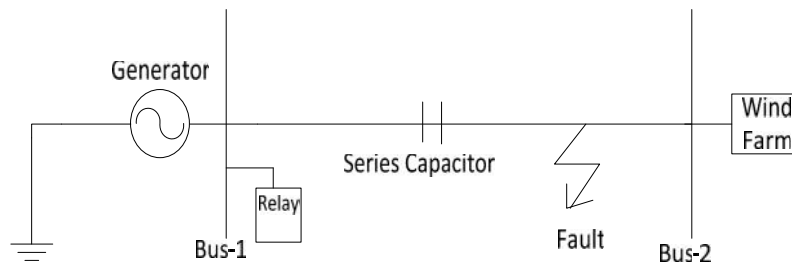 Generator
Wind
Farm
Series Capacitor
Relay
Fault
Bus-1
Bus-2